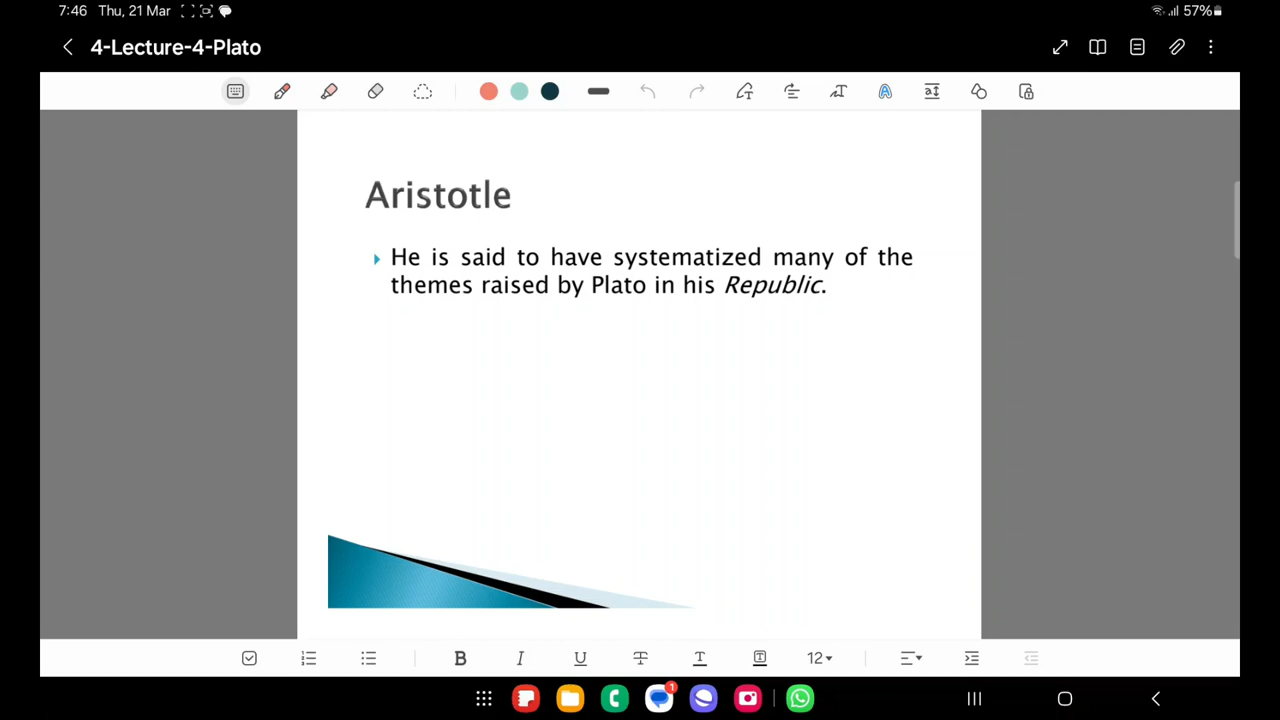 7:46 Thu, 21 Mar 57%
4-Lecture-4-Plato
Aristotle
He is said to have systematized many of the
themes raised by Plato in his Republic.
B I U T T T 12
1